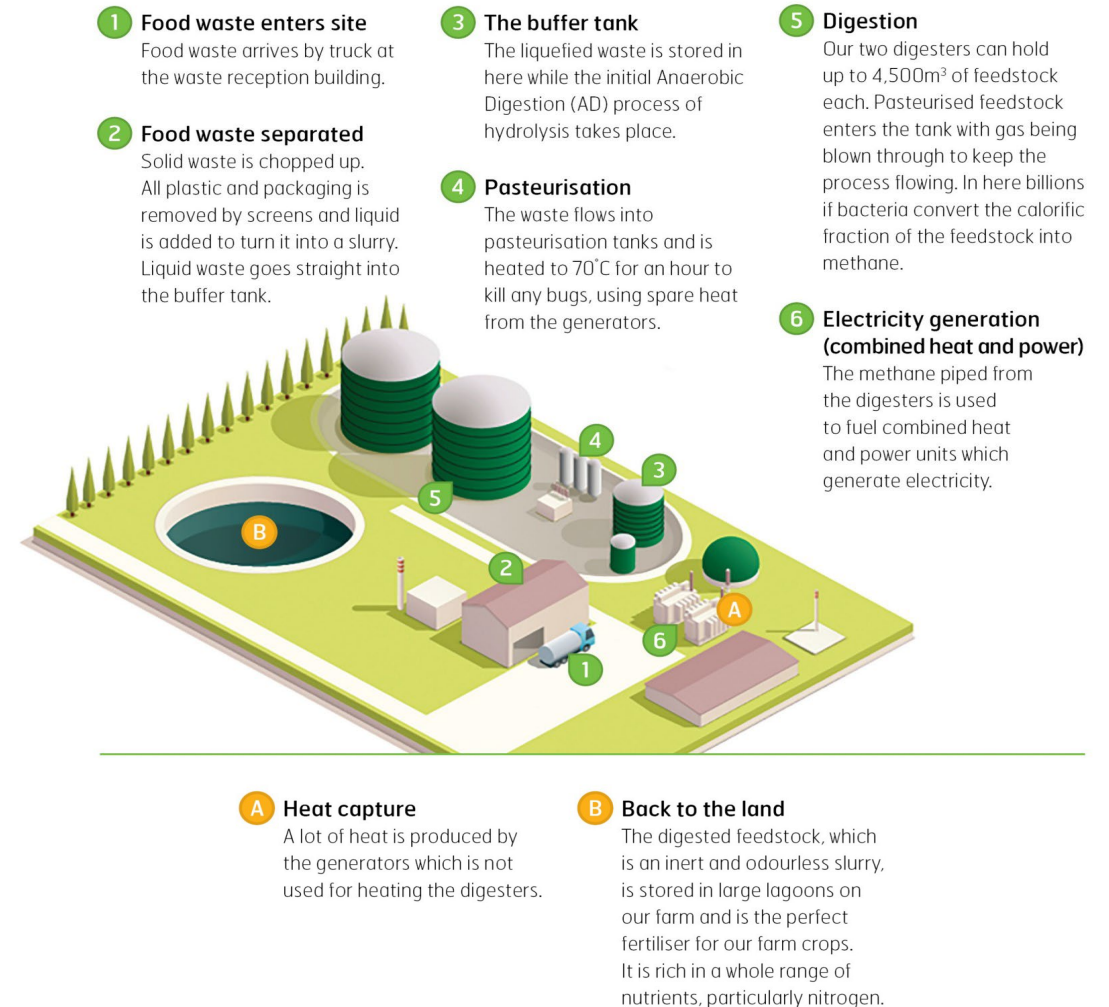 1 Food waste enters site
Food waste arrives by truck at
the waste reception building.
2 Food waste separated
Solid waste is chopped up.
All plastic and packaging is
removed by screens and liquid
is added to turn it into a slurry.
Liquid waste goes straight into
the buffer tank.
3 The buffer tank
The liquefied waste is stored in
here while the initial Anaerobic
Digestion (AD) process of
hydrolysis takes place.
4 Pasteurisation
The waste flows into
pasteurisation tanks and is
heated to 70°C for an hour to
kill any bugs, using spare heat
from the generators.
5 Digestion
Our two digesters can hold
up to 4,500m³ of feedstock
each. Pasteurised feedstock
enters the tank with gas being
blown through to keep the
process flowing. In here billions
if bacteria convert the calorific
fraction of the feedstock into
methane.
6 Electricity generation
(combined heat and power)
The methane piped from
the digesters is used
to fuel combined heat
and power units which
generate electricity.
4
3
5
B
2
A
6
1
A Heat capture
A lot of heat is produced by
the generators which is not
used for heating the digesters.
B Back to the land
The digested feedstock, which
is an inert and odourless slurry,
is stored in large lagoons on
our farm and is the perfect
fertiliser for our farm crops.
It is rich in a whole range of
nutrients, particularly nitrogen.